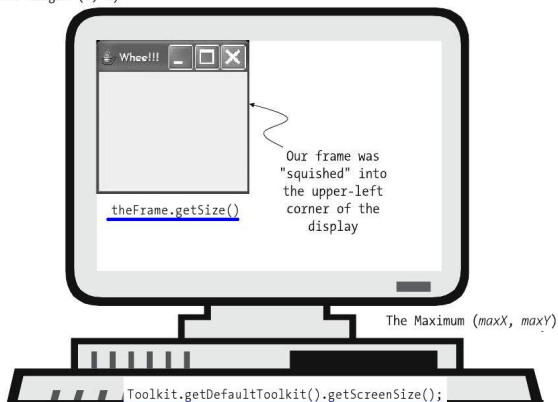 Whee!!!
Our frame was
"squished" into
the upper-left
corner of the
display
theFrame.getSize()
The Maximum (maxX, maxY)
Toolkit.getDefaultToolkit().getScreenSize();